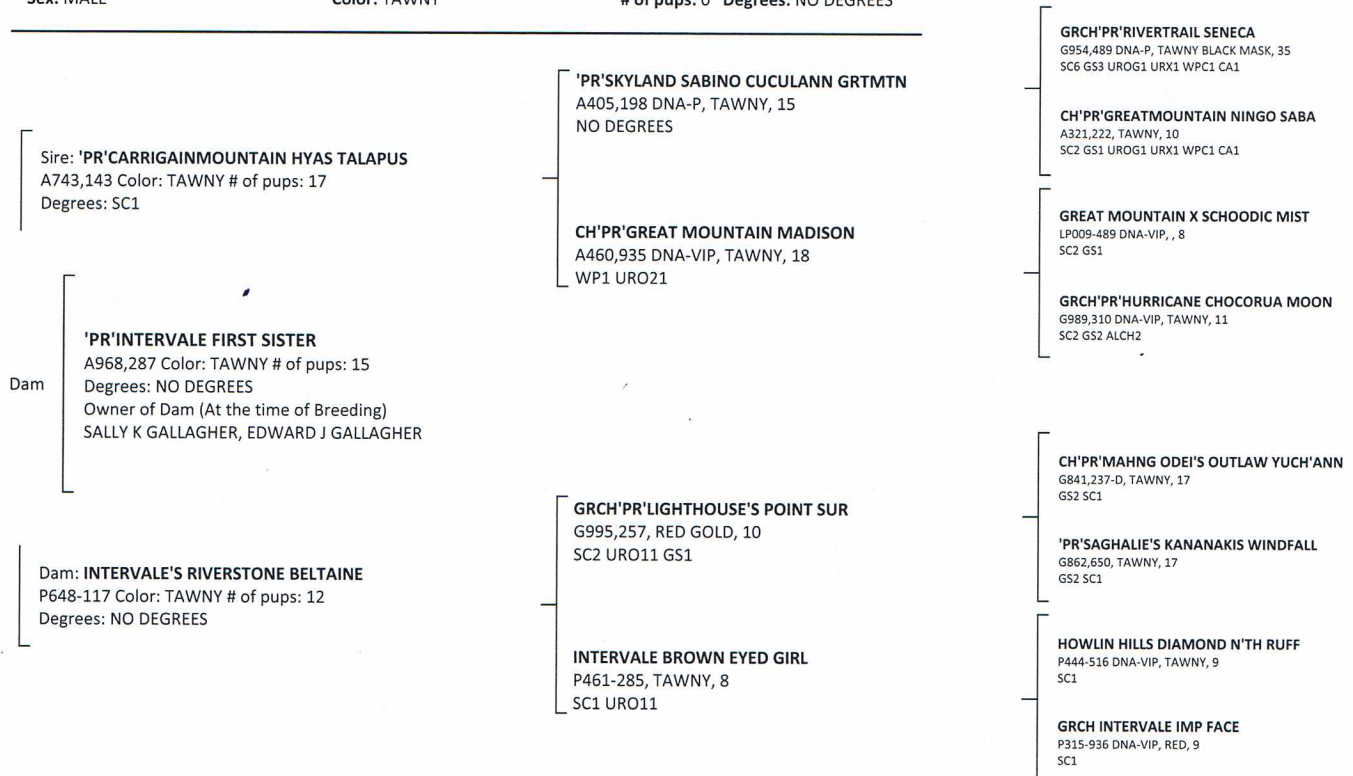 Sex: MALE Color: TAWNY # of pups: 0 Degrees: NO DEGREES
Sire: 'PR'CARRIGAINMOUNTAIN HYAS TALAPUS
A743,143 Color: TAWNY # of pups: 17
Degrees: SC1
Dam
'PR'INTERVALE FIRST SISTER
A968,287 Color: TAWNY # of pups: 15
Degrees: NO DEGREES
Owner of Dam (At the time of Breeding)
SALLY K GALLAGHER, EDWARD J GALLAGHER
Dam: INTERVALE'S RIVERSTONE BELTAINE
P648-117 Color: TAWNY # of pups: 12
Degrees: NO DEGREES
'PR'SKYLAND SABINO CUCULANN GRTMTN
A405,198 DNA-P, TAWNY, 15
NO DEGREES
CH'PR'GREAT MOUNTAIN MADISON
A460,935 DNA-VIP, TAWNY, 18
WP1 URO21
GRCH'PR'LIGHTHOUSE'S POINT SUR
G995,257, RED GOLD, 10
SC2 URO11 GS1
INTERVALE BROWN EYED GIRL
P461-285, TAWNY, 8
SC1 URO11
GRCH'PR'RIVERTRAIL SENECA
G954,489 DNA-P, TAWNY BLACK MASK, 35
SC6 GS3 UROG1 URX1 WPC1 CA1
CH'PR'GREATMOUNTAIN NINGO SABA
A321,222, TAWNY, 10
SC2 GS1 UROG1 URX1 WPC1 CA1
GREAT MOUNTAIN X SCHOODIC MIST
LP009-489 DNA-VIP, , 8
SC2 GS1
GRCH'PR'HURRICANE CHOCORUA MOON
G989,310 DNA-VIP, TAWNY, 11
SC2 GS2 ALCH2
CH'PR'MAHNG ODEI'S OUTLAW YUCH'ANN
G841,237-D, TAWNY, 17
GS2 SC1
'PR'SAGHALIE'S KANANAKIS WINDFALL
G862,650, TAWNY, 17
GS2 SC1
HOWLIN HILLS DIAMOND N'TH RUFF
P444-516 DNA-VIP, TAWNY, 9
SC1
GRCH INTERVALE IMP FACE
P315-936 DNA-VIP, RED, 9
SC1